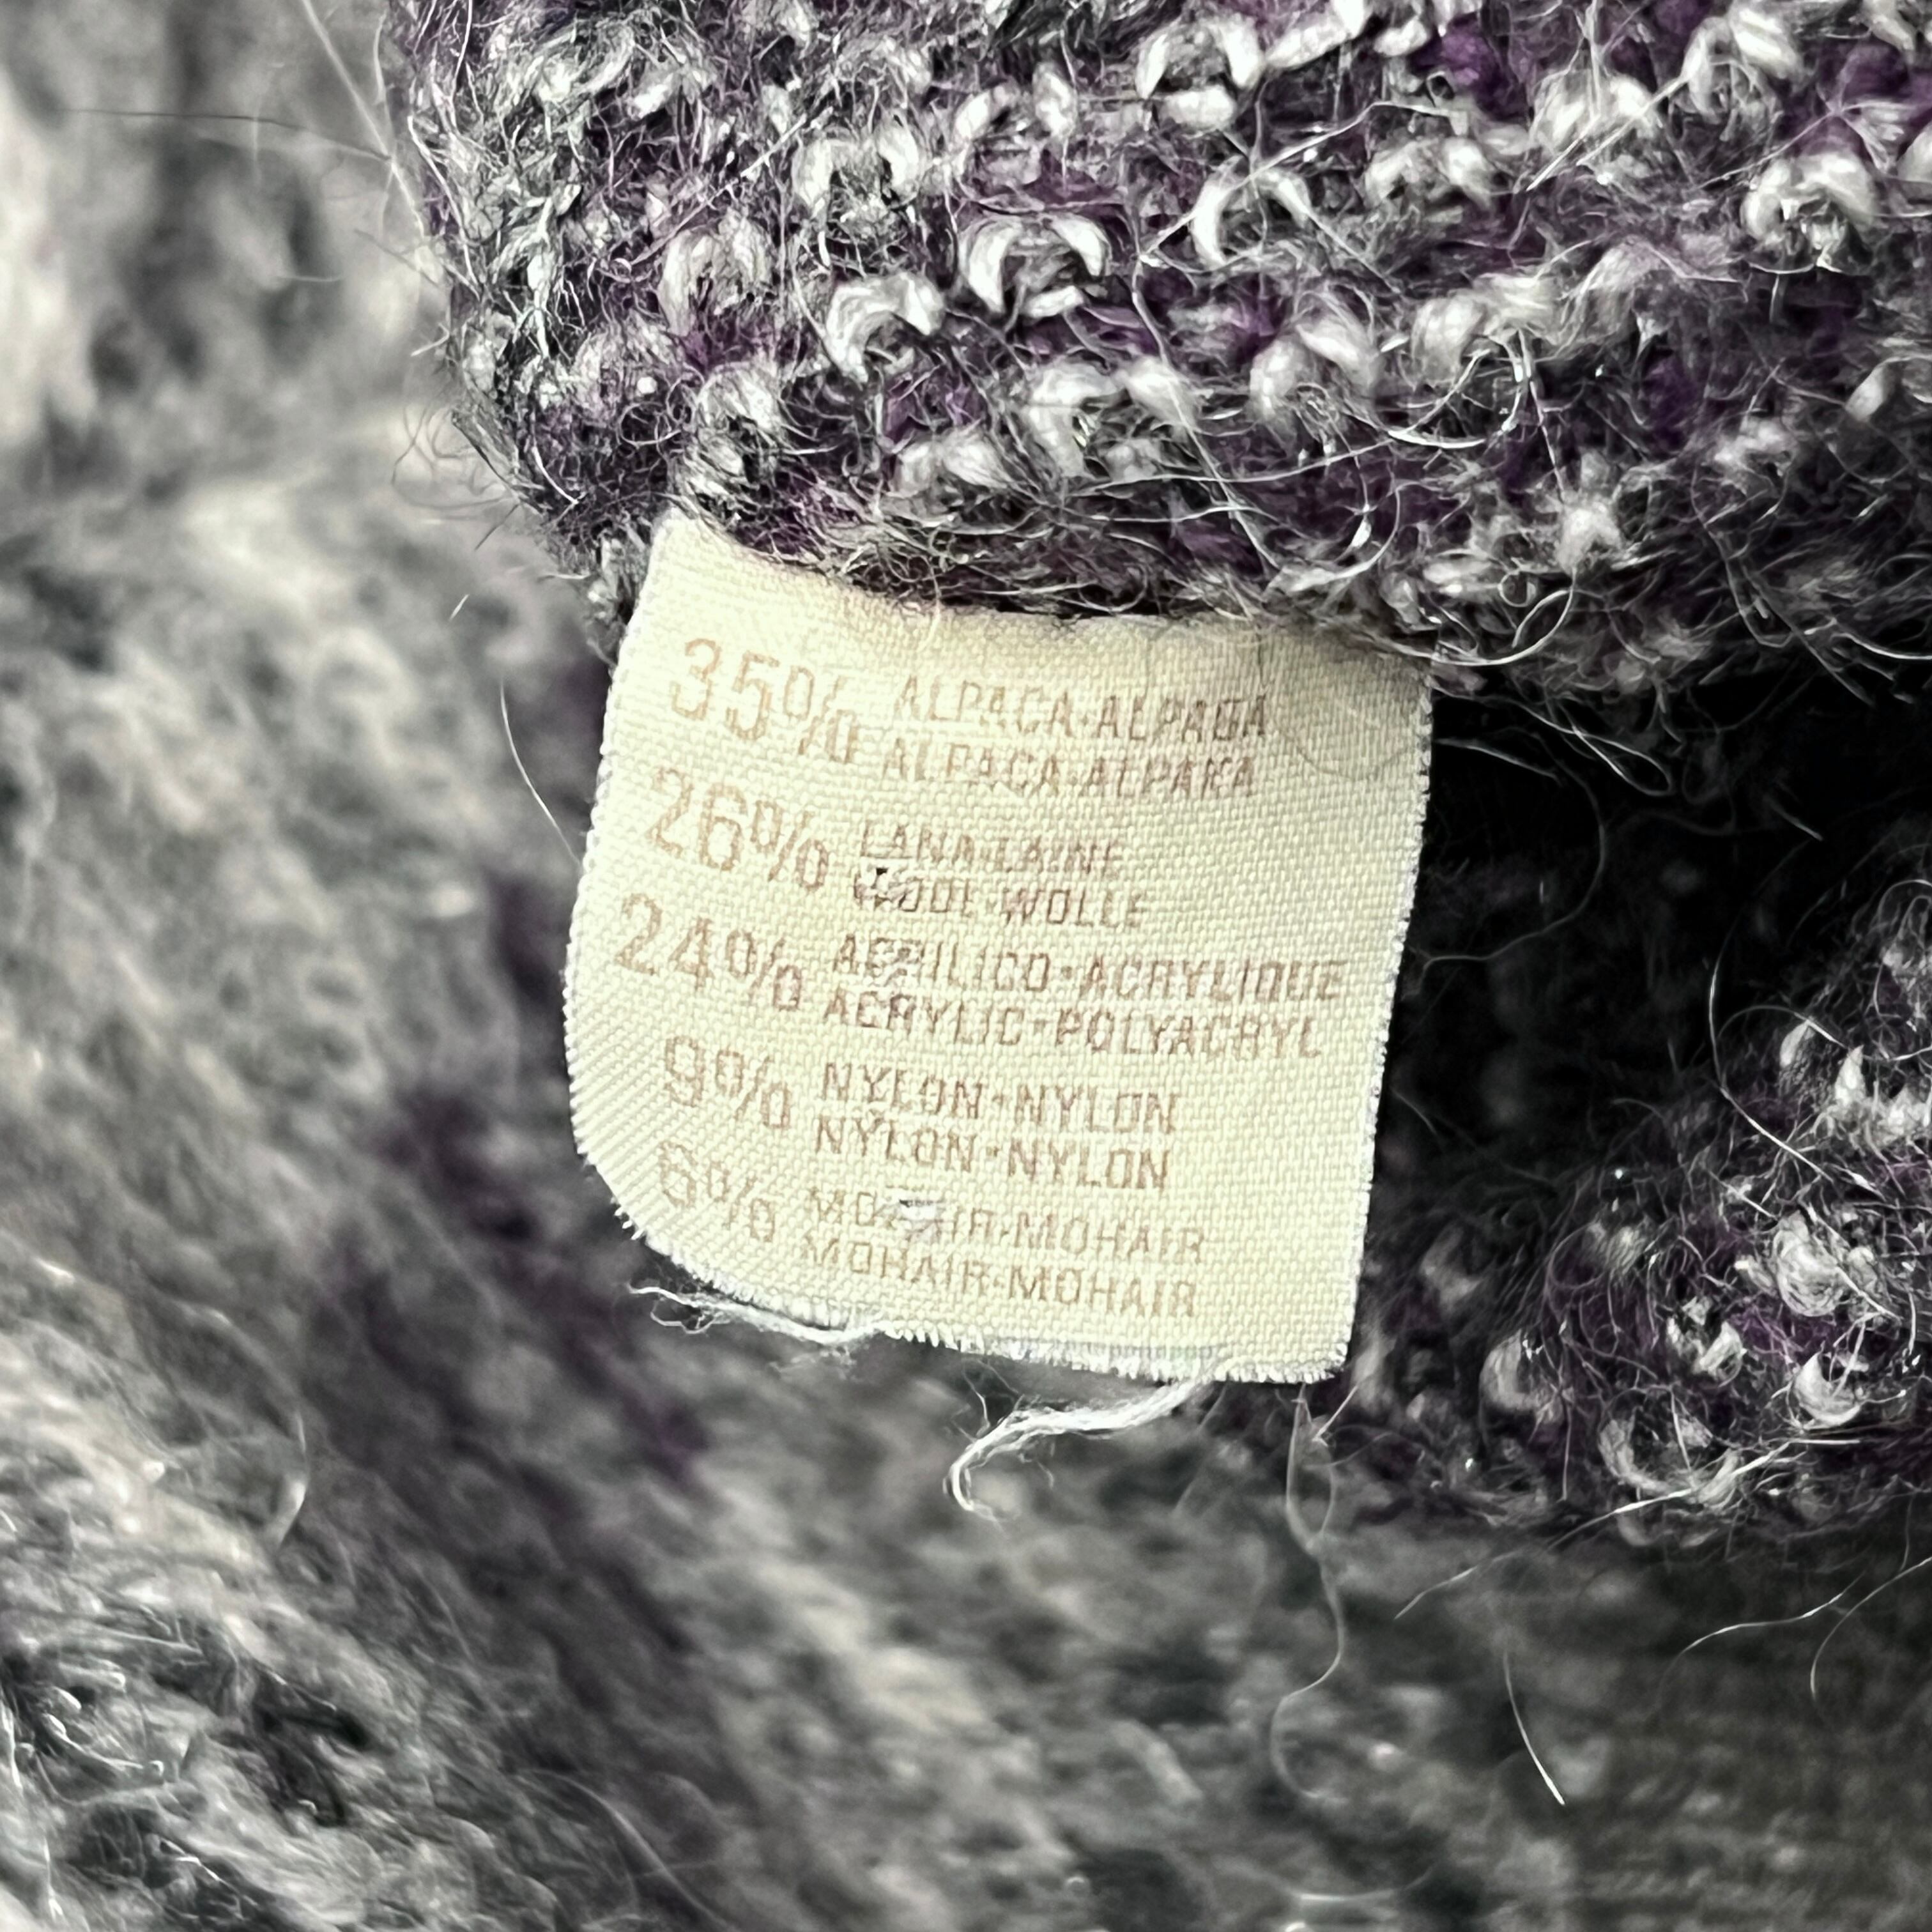 35% ALPACA·ALPAGA
ALPACA·ALPAKA
26% LANA·LAINE
WOOL·WOLLE
24% ACRILICO·ACRYLIQUE
ACRYLIC·POLYACRYL
9% NYLON·NYLON
NYLON·NYLON
6% MOHAIR·MOHAIR
MOHAIR·MOHAIR